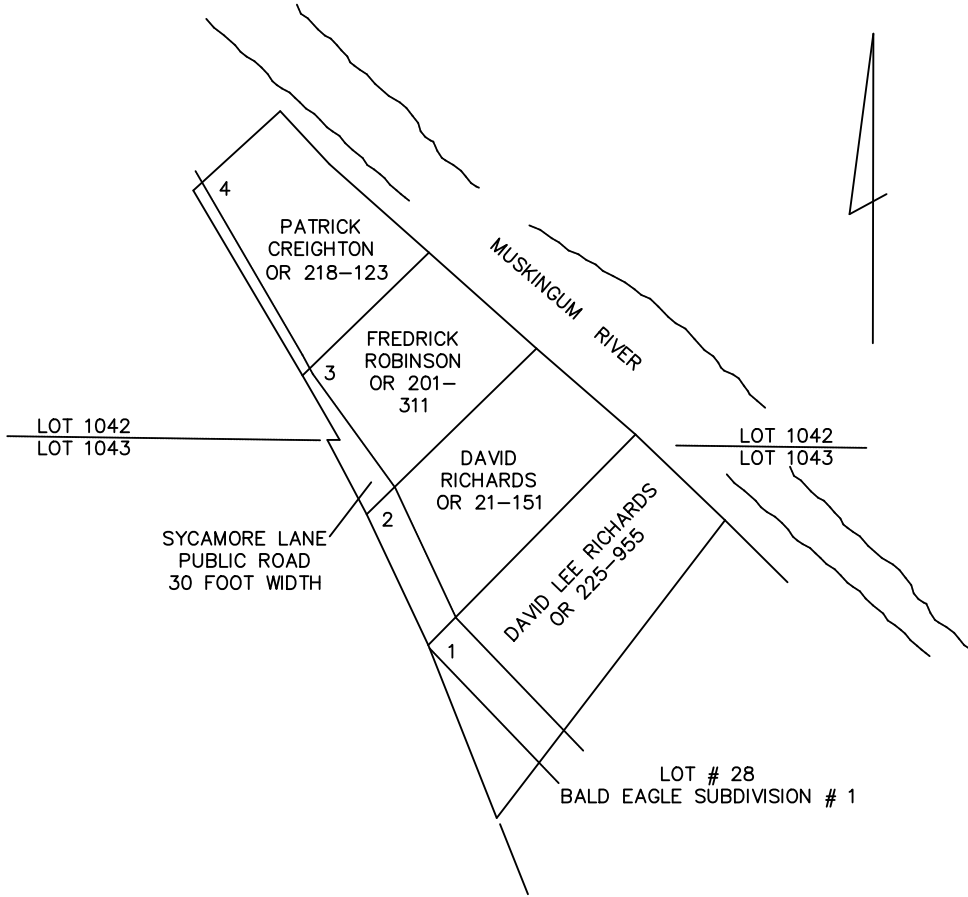 4
PATRICK
CREIGHTON
OR 218-123
MUSKINGUM RIVER
3
FREDRICK
ROBINSON
OR 201-
311
LOT 1042
LOT 1043
LOT 1042
LOT 1043
DAVID
RICHARDS
OR 21-151
2
SYCAMORE LANE
PUBLIC ROAD
30 FOOT WIDTH
DAVID LEE RICHARDS
OR 225-955
1
LOT # 28
BALD EAGLE SUBDIVISION # 1